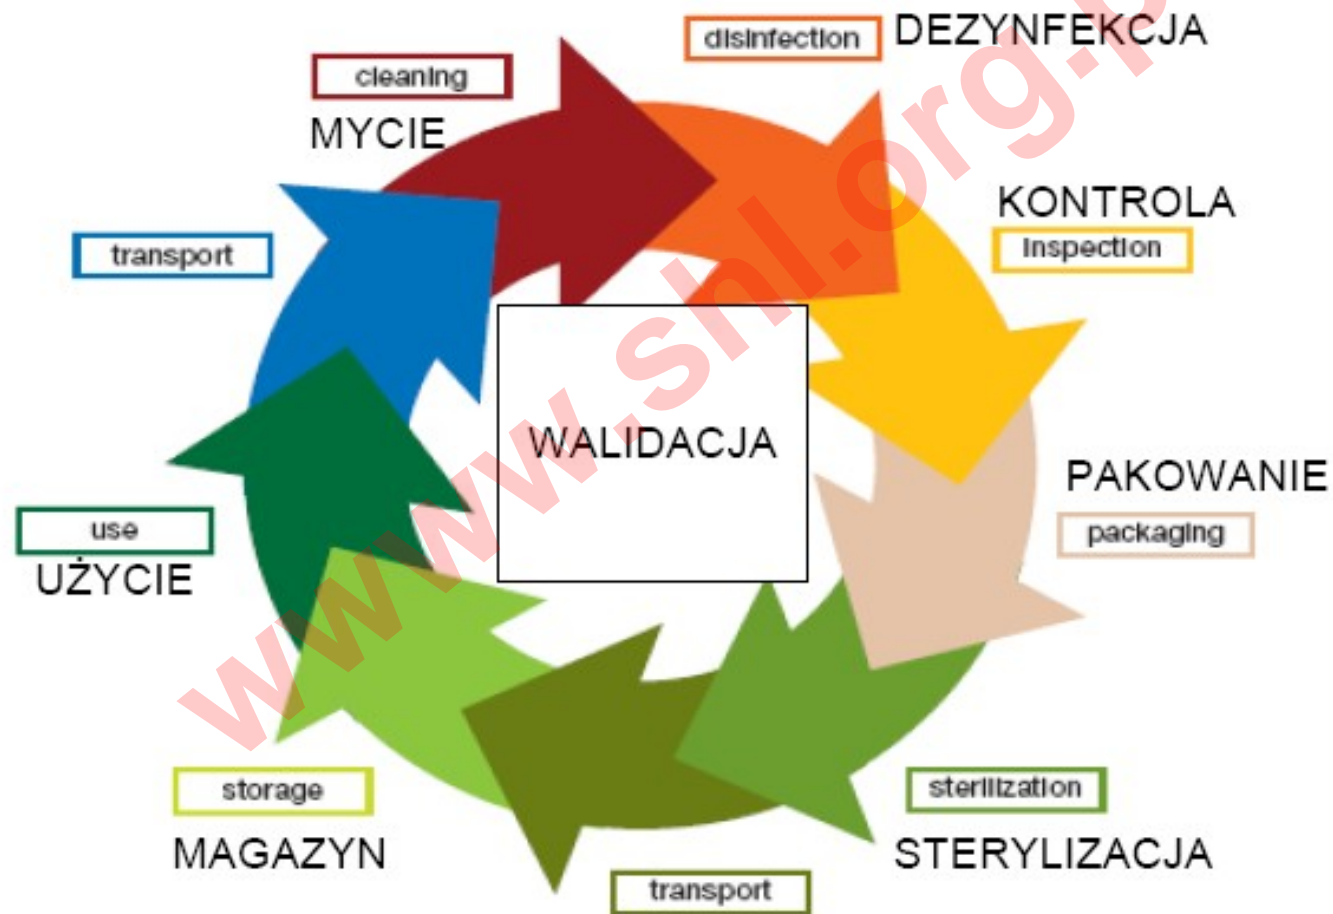 disinfection
DEZYNFEKCJA
cleaning
MYCIE
KONTROLA
inspection
transport
WALIDACJA
PAKOWANIE
packaging
use
UŻYCIE
storage
MAGAZYN
sterilization
STERYLIZACJA
transport
www.shl.org.p